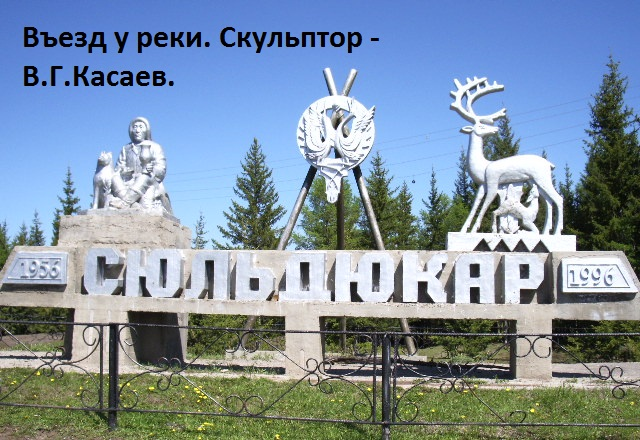 Въезд у реки. Скульптор -
В.Г.Касаев.
1956 СЮЛЬДЮКАР 1996